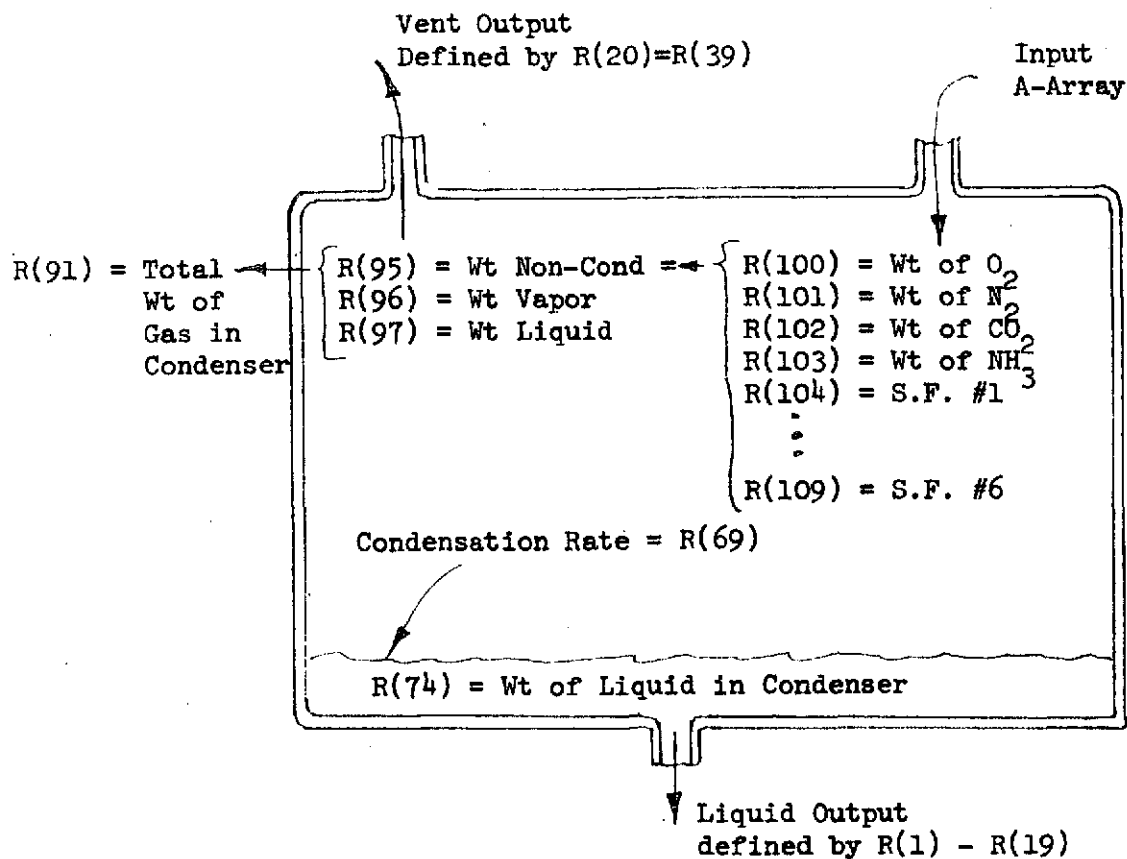 Vent Output
Defined by R(20)=R(39)
Input
A-Array
R(91) = Total
Wt of
Gas in
Condenser
R(95) = Wt Non-Cond =
R(96) = Wt Vapor
R(97) = Wt Liquid
R(100) = Wt of O2
R(101) = Wt of N2
R(102) = Wt of CO2
R(103) = Wt of NH3
R(104) = S.F. #1
R(109) = S.F. #6
Condensation Rate = R(69)
R(74) = Wt of Liquid in Condenser
Liquid Output
defined by R(1) - R(19)